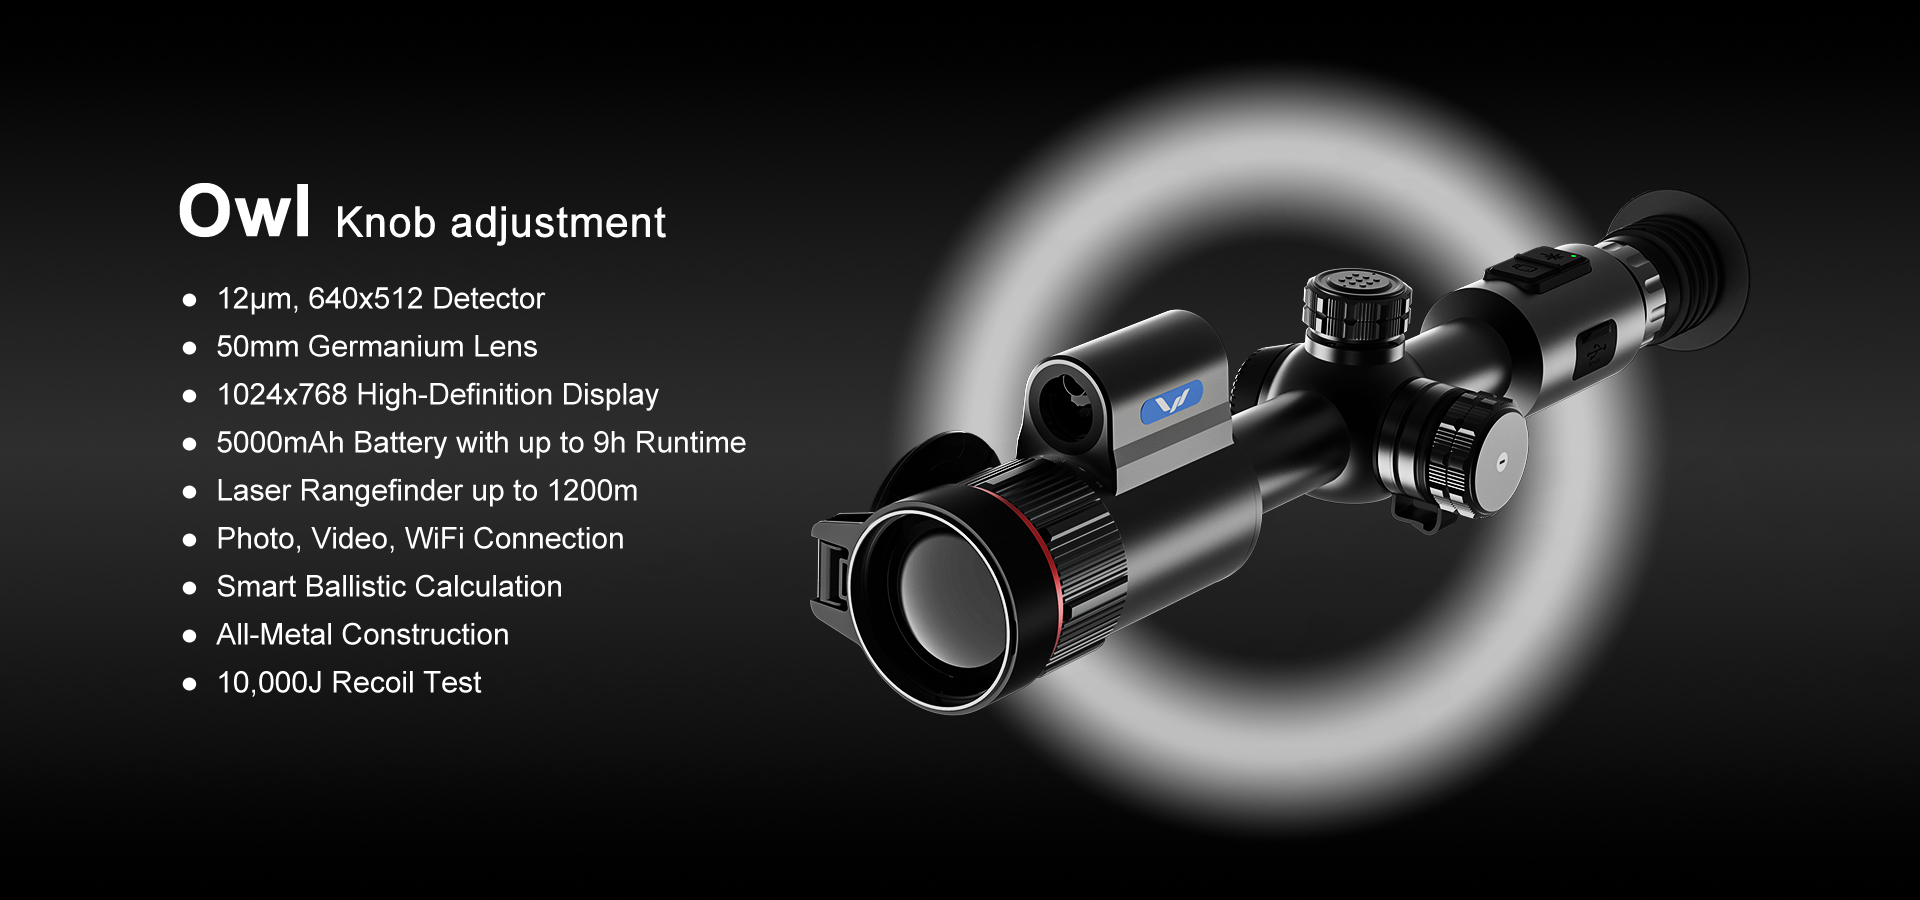 Owl Knob adjustment
● 12μm, 640x512 Detector
● 50mm Germanium Lens
● 1024x768 High-Definition Display
● 5000mAh Battery with up to 9h Runtime
● Laser Rangefinder up to 1200m
● Photo, Video, WiFi Connection
● Smart Ballistic Calculation
● All-Metal Construction
● 10,000J Recoil Test